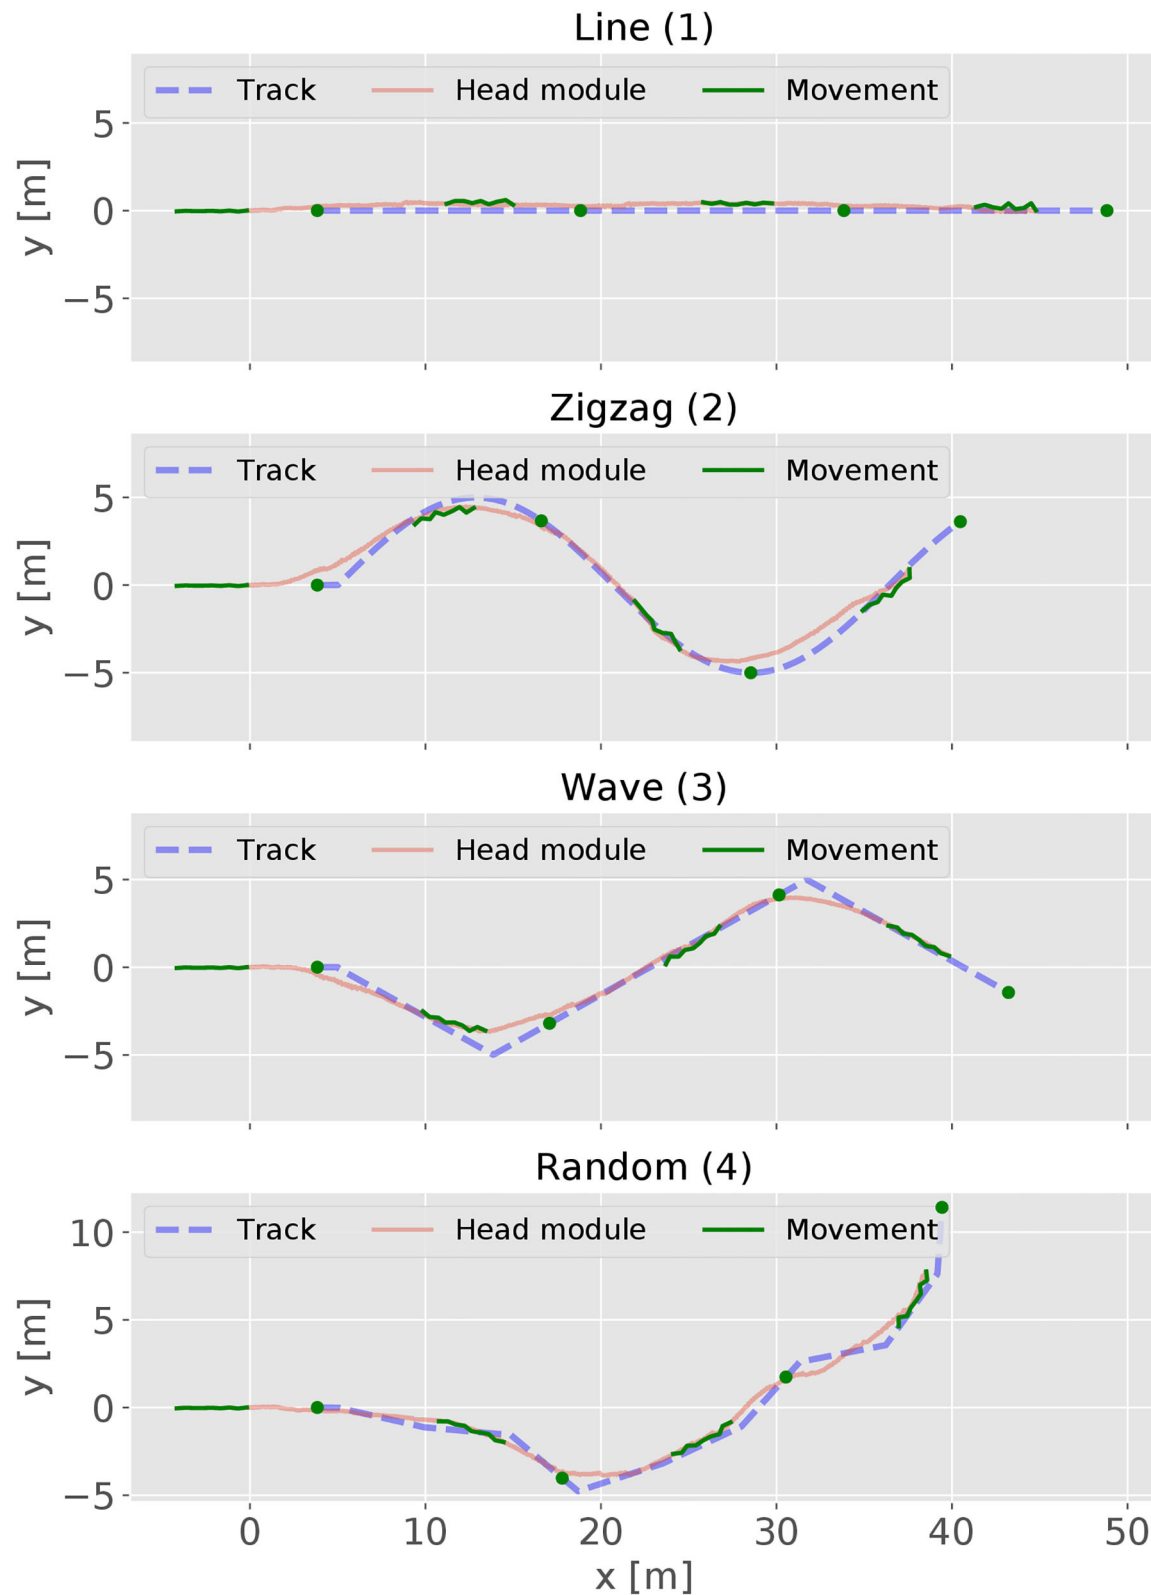 Line (1)
Track Head module Movement
5
0
−5
y [m]
Zigzag (2)
Track Head module Movement
5
0
−5
y [m]
Wave (3)
Track Head module Movement
5
0
−5
y [m]
Random (4)
Track Head module Movement
10
5
0
−5
y [m]
0 10 20 30 40 50
x [m]